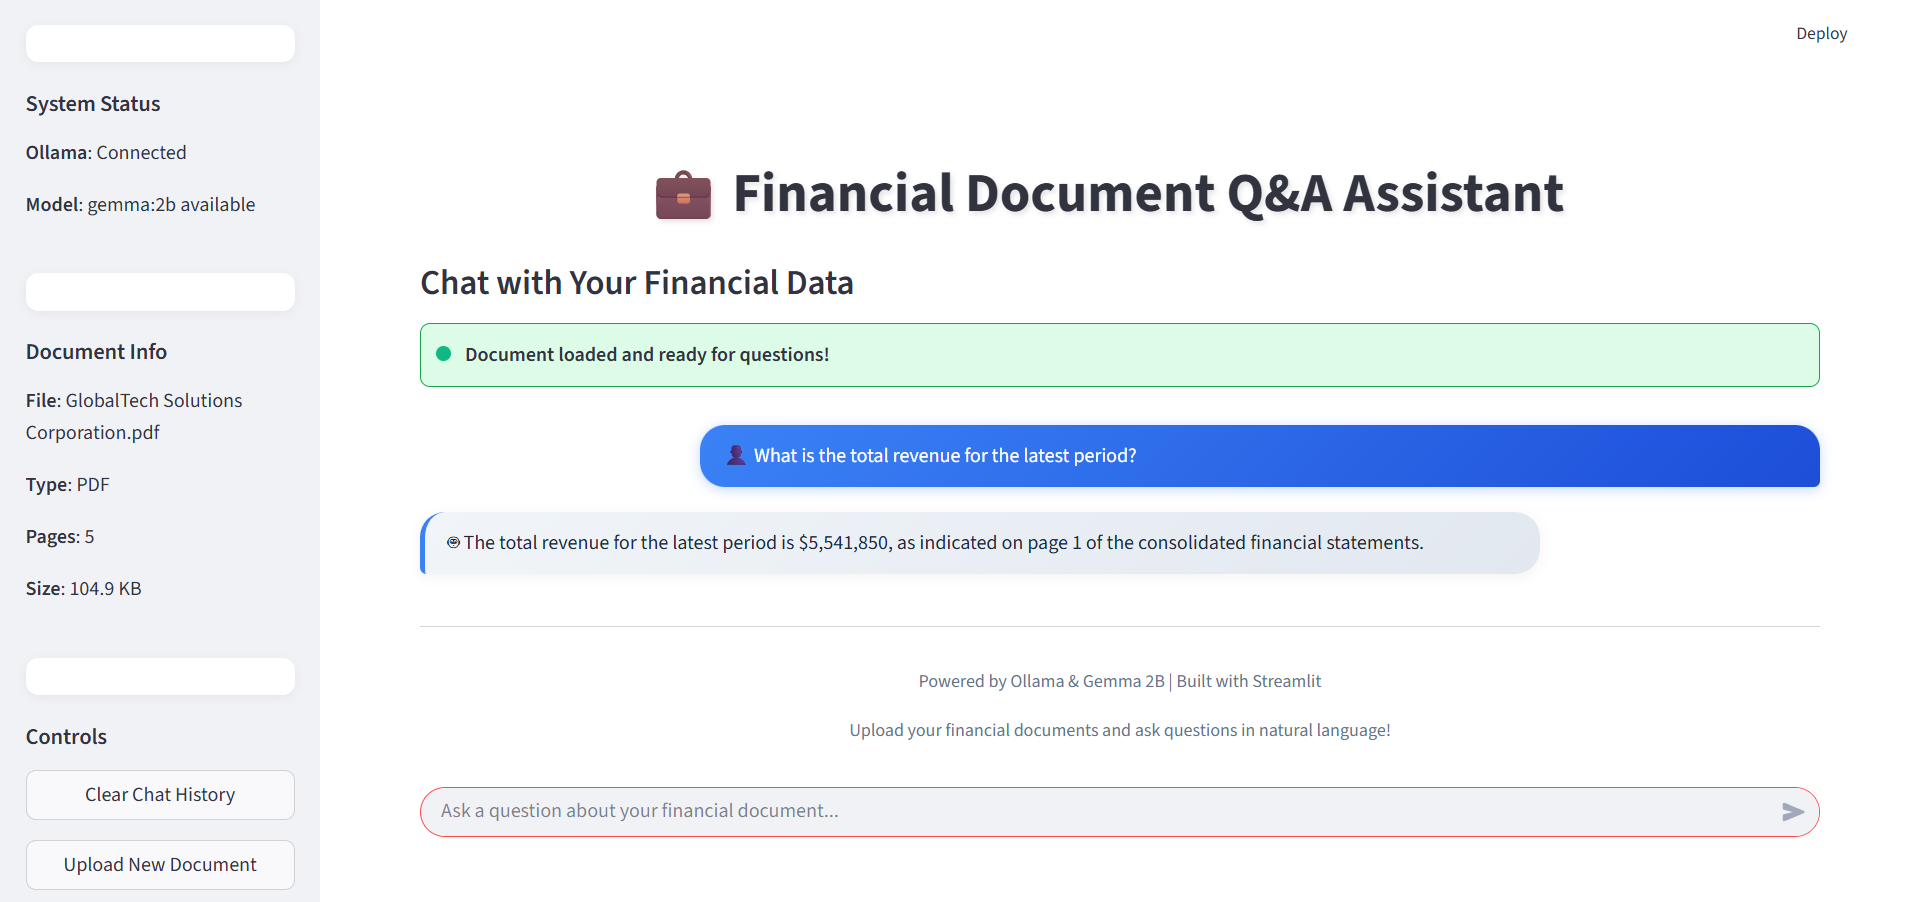 Deploy
System Status
Ollama: Connected
Model: gemma:2b available
Document Info
File: GlobalTech Solutions
Corporation.pdf
Type: PDF
Pages: 5
Size: 104.9 KB
Controls
Clear Chat History
Upload New Document
Financial Document Q&A Assistant
Chat with Your Financial Data
Document loaded and ready for questions!
What is the total revenue for the latest period?
The total revenue for the latest period is $5,541,850, as indicated on page 1 of the consolidated financial statements.
Powered by Ollama & Gemma 2B | Built with Streamlit
Upload your financial documents and ask questions in natural language!
Ask a question about your financial document...